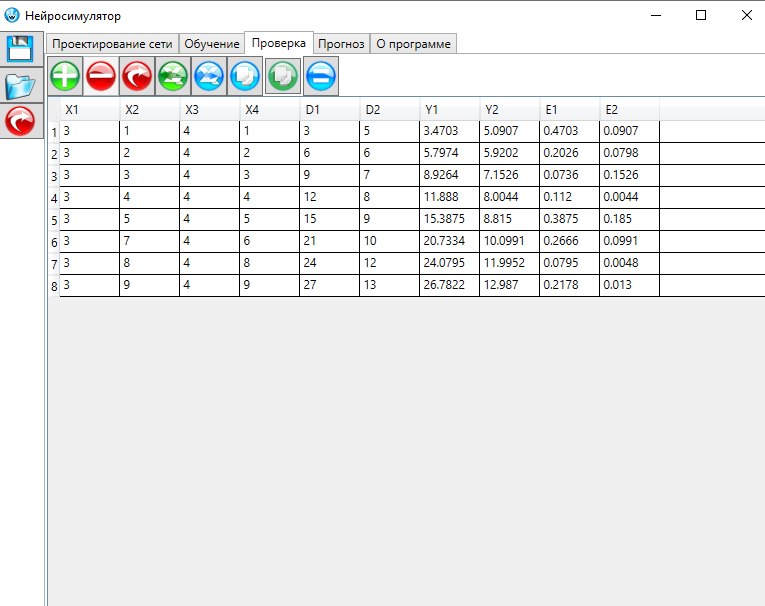 Нейросимулятор
Проектирование сети Обучение Проверка Прогноз О программе
X1 X2 X3 X4 D1 D2 Y1 Y2 E1 E2
1 3 1 4 1 3 5 3.4703 5.0907 0.4703 0.0907
2 3 2 4 2 6 6 5.7974 5.9202 0.2026 0.0798
3 3 3 4 3 9 7 8.9264 7.1526 0.0736 0.1526
4 3 4 4 4 12 8 11.888 8.0044 0.112 0.0044
5 3 5 4 5 15 9 15.3875 8.815 0.3875 0.185
6 3 7 4 6 21 10 20.7334 10.0991 0.2666 0.0991
7 3 8 4 8 24 12 24.0795 11.9952 0.0795 0.0048
8 3 9 4 9 27 13 26.7822 12.987 0.2178 0.013